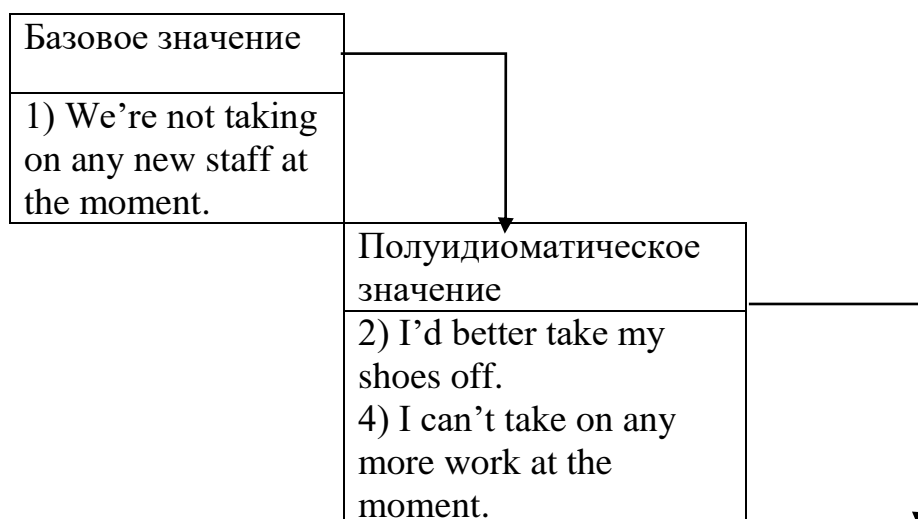 Базовое значение
1) We’re not taking
on any new staff at
the moment.
Полуидиоматическое
значение
2) I’d better take my
shoes off.
4) I can’t take on any
more work at the
moment.